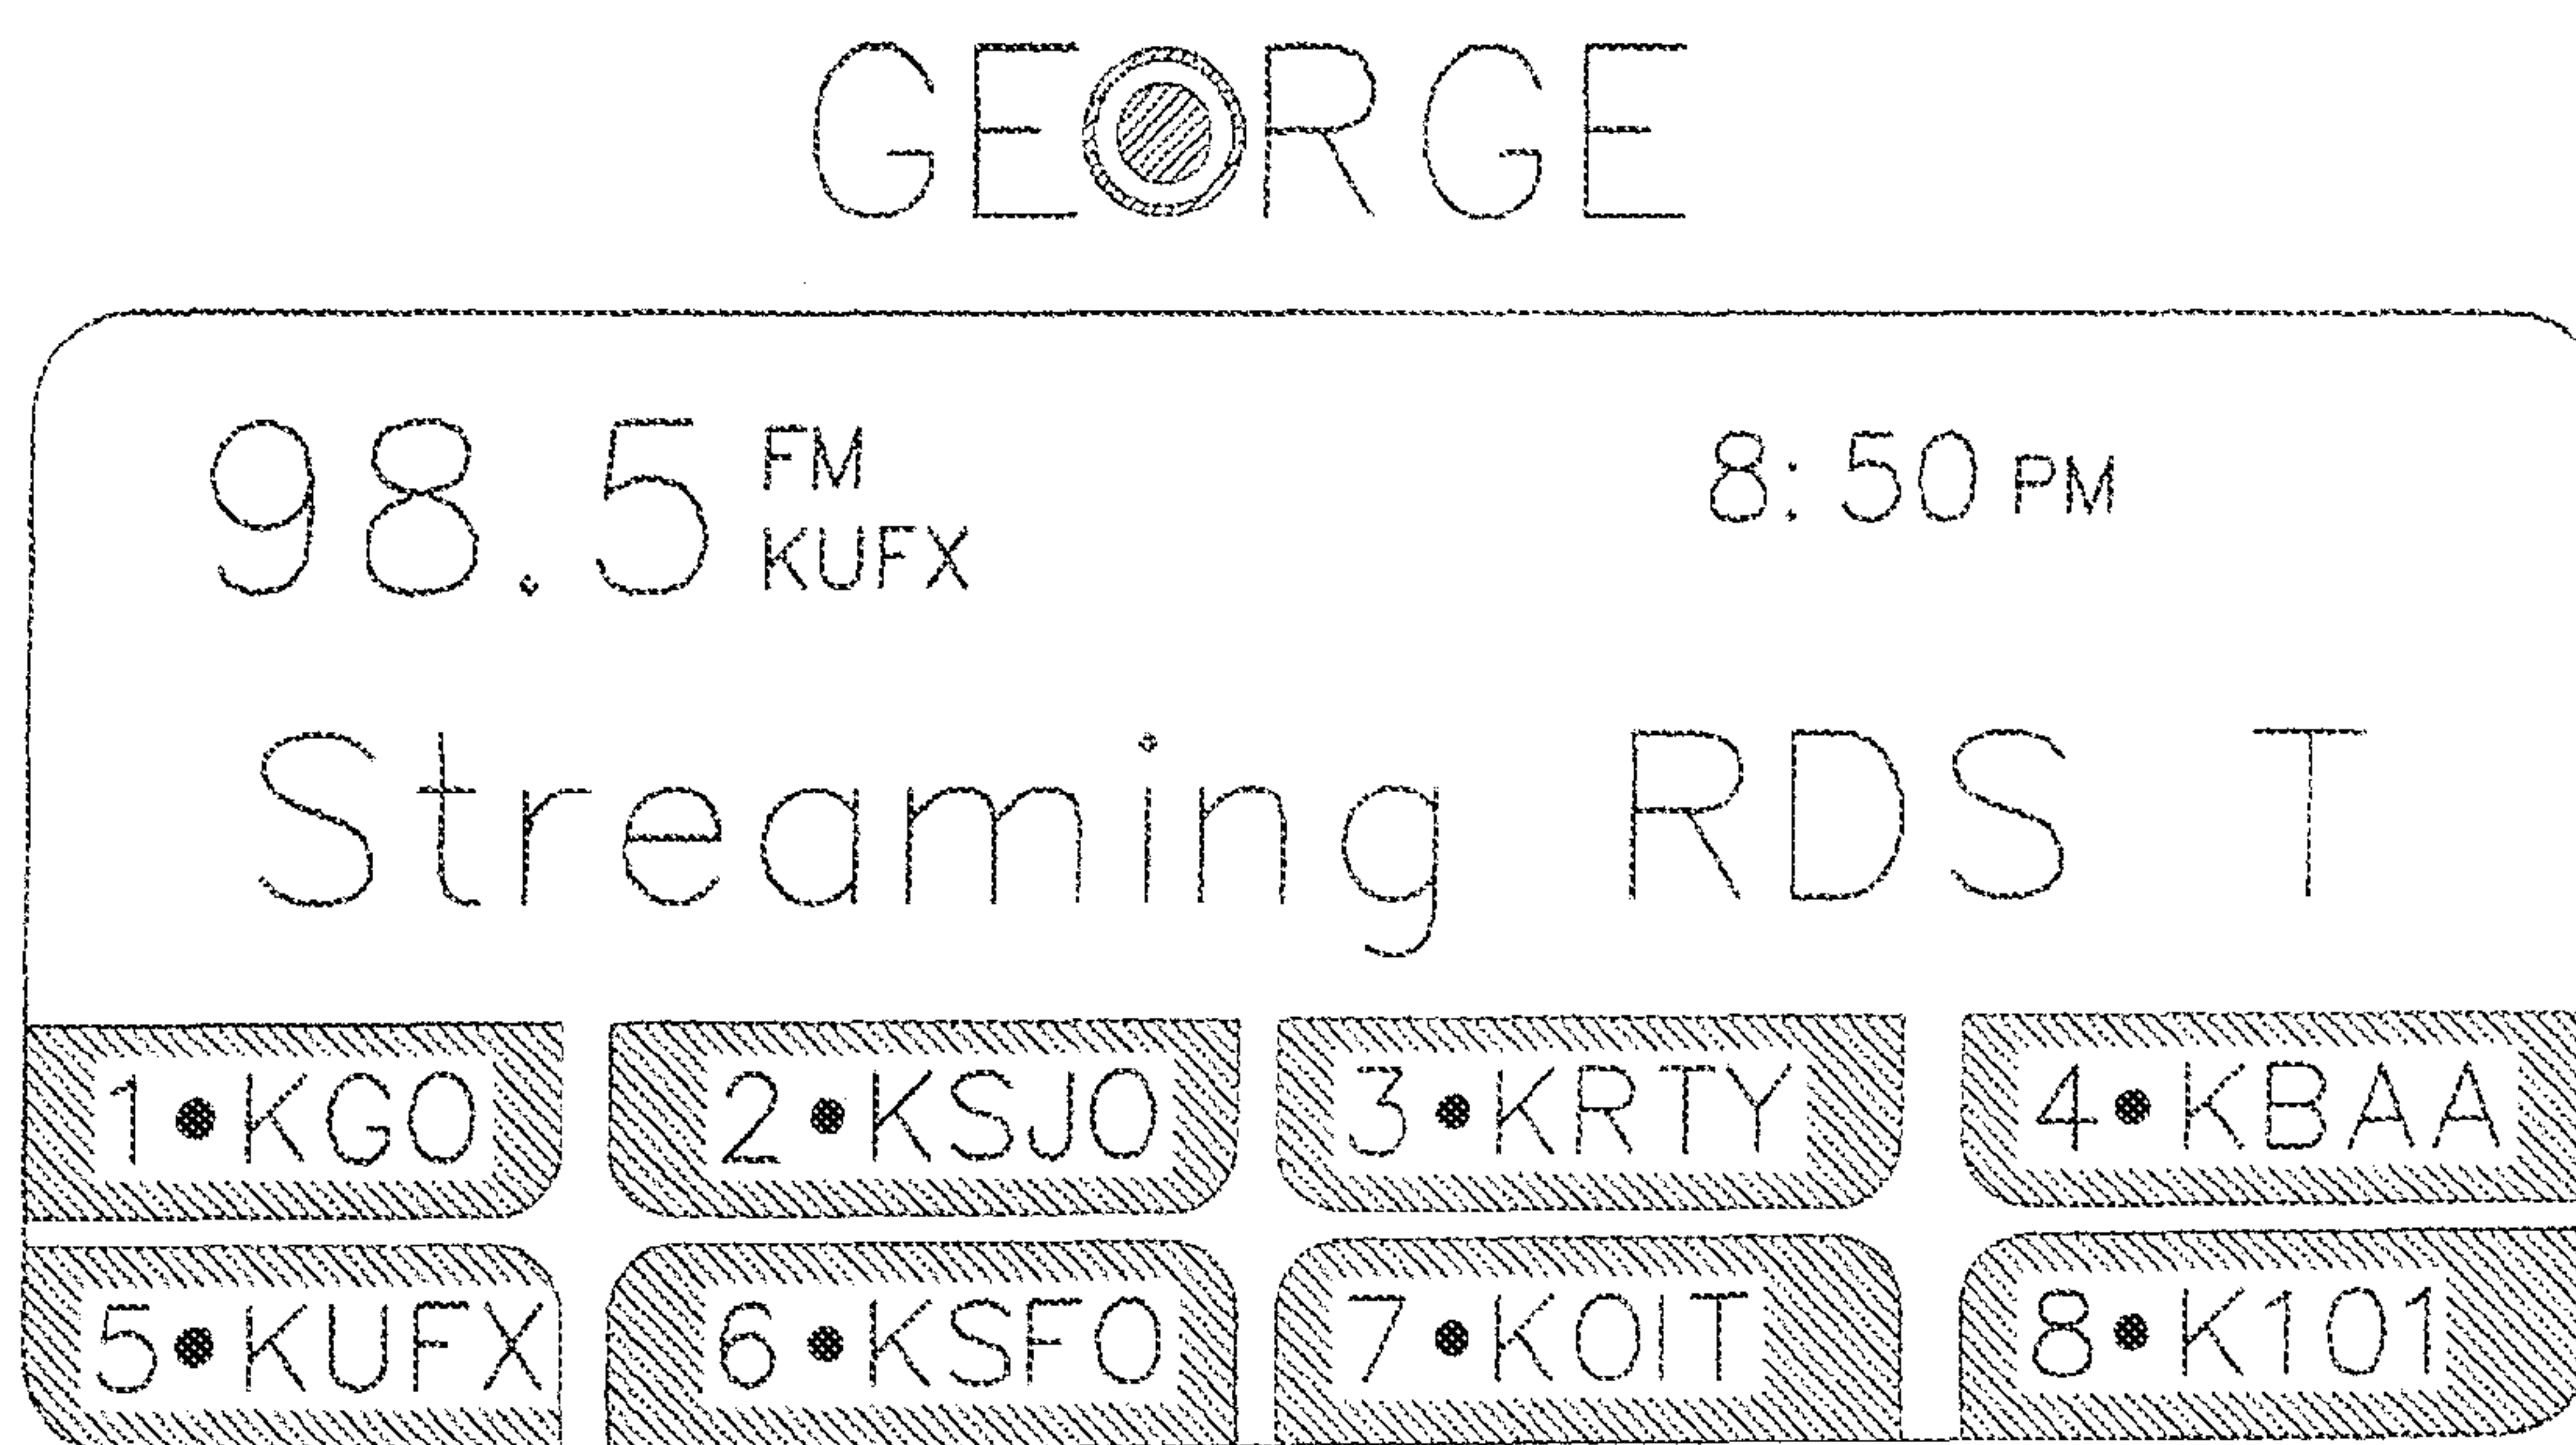 GEORGE
98.5 FM 8:50 PM
KUFX
Streaming RDS T
1•KGO 2•KSJO 3•KRTY 4•KBAA
5•KUFX 6•KSFO 7•KOIT 8•K101